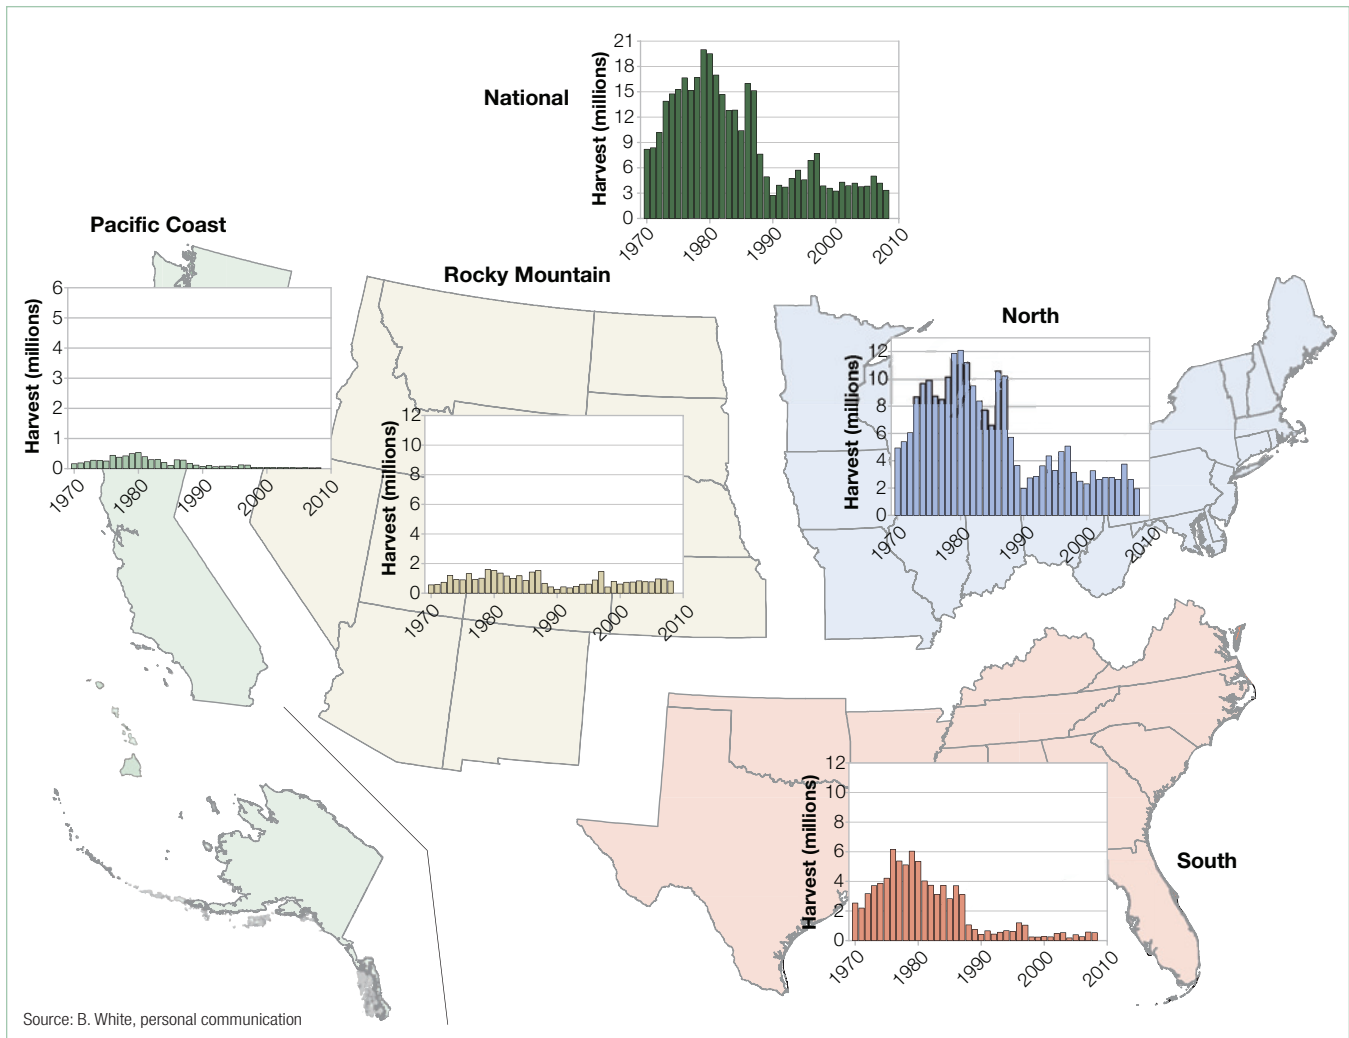 National
Harvest (millions)
21
18
15
12
9
6
3
0
1970 1980 1990 2000 2010
Pacific Coast
Harvest (millions)
6
5
4
3
2
1
0
1970 1980 1990 2000 2010
Rocky Mountain
Harvest (millions)
12
10
8
6
4
2
0
1970 1980 1990 2000 2010
North
Harvest (millions)
12
10
8
6
4
2
0
1970 1980 1990 2000 2010
South
Harvest (millions)
12
10
8
6
4
2
0
1970 1980 1990 2000 2010
Source: B. White, personal communication